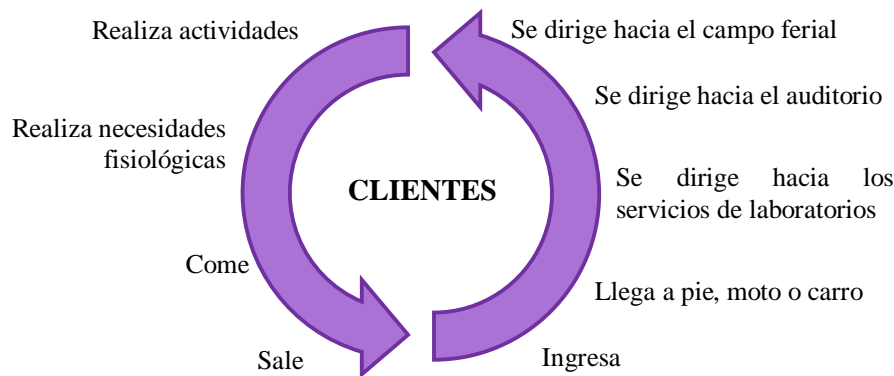 Realiza actividades
Realiza necesidades
fisiológicas
Come
Sale
CLIENTES
Se dirige hacia el campo ferial
Se dirige hacia el auditorio
Se dirige hacia los
servicios de laboratorios
Llega a pie, moto o carro
Ingresa